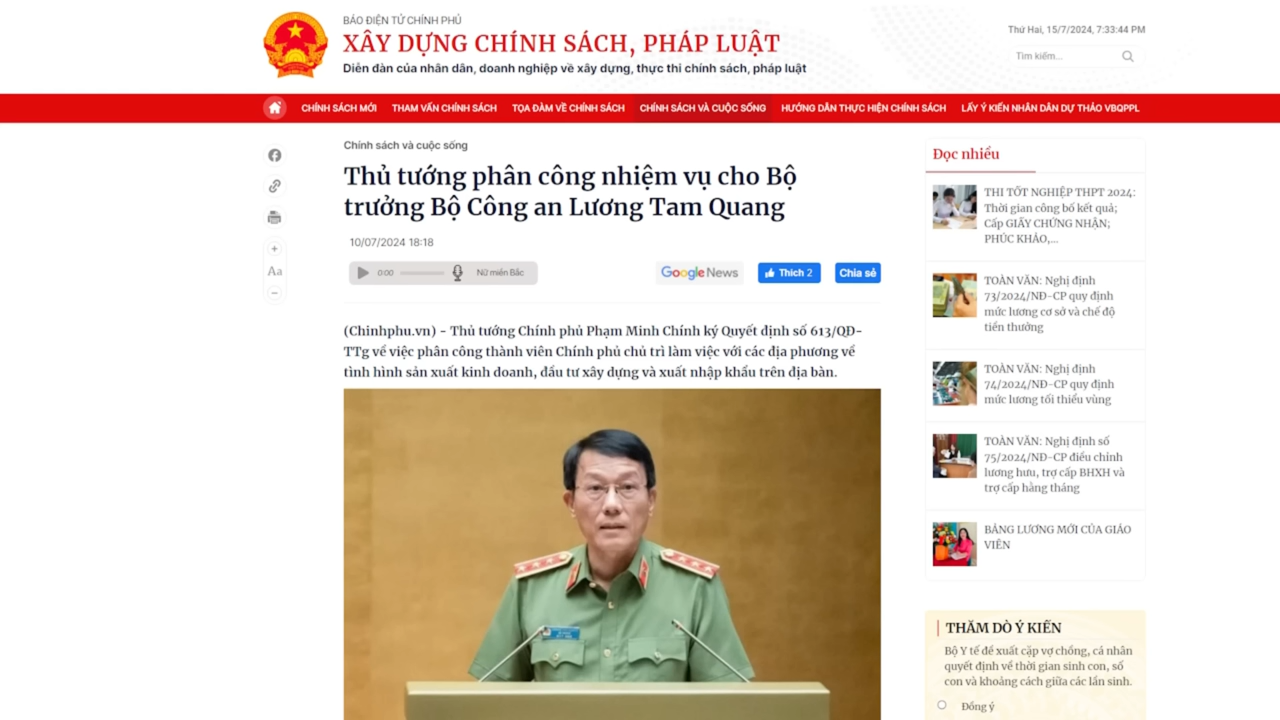 BÁO ĐIỆN TỬ CHÍNH PHỦ
XÂY DỰNG CHÍNH SÁCH, PHÁP LUẬT
Diễn đàn của nhân dân, doanh nghiệp về xây dựng, thực thi chính sách, pháp luật
Thứ Hai, 15/7/2024, 7:33:44 PM
Tìm kiếm...
CHÍNH SÁCH MỚI THAM VẤN CHÍNH SÁCH TỌA ĐÀM VỀ CHÍNH SÁCH CHÍNH SÁCH VÀ CUỘC SỐNG HƯỚNG DẪN THỰC HIỆN CHÍNH SÁCH LẤY Ý KIẾN NHÂN DÂN DỰ THẢO VBQPPL
Chính sách và cuộc sống
Thủ tướng phân công nhiệm vụ cho Bộ
trưởng Bộ Công an Lương Tam Quang
10/07/2024 18:18
0:00 Nữ miền Bắc
Google News
Thích 2
Chia sẻ
+
Aa
−
(Chinhphu.vn) - Thủ tướng Chính phủ Phạm Minh Chính ký Quyết định số 613/QĐ-
TTg về việc phân công thành viên Chính phủ chủ trì làm việc với các địa phương về
tình hình sản xuất kinh doanh, đầu tư xây dựng và xuất nhập khẩu trên địa bàn.
Đọc nhiều
THI TỐT NGHIỆP THPT 2024:
Thời gian công bố kết quả;
Cấp GIẤY CHỨNG NHẬN;
PHÚC KHẢO,...
TOÀN VĂN: Nghị định
73/2024/NĐ-CP quy định
mức lương cơ sở và chế độ
tiền thưởng
TOÀN VĂN: Nghị định
74/2024/NĐ-CP quy định
mức lương tối thiểu vùng
TOÀN VĂN: Nghị định số
75/2024/NĐ-CP điều chỉnh
lương hưu, trợ cấp BHXH và
trợ cấp hàng tháng
BẢNG LƯƠNG MỚI CỦA GIÁO
VIÊN
THĂM DÒ Ý KIẾN
Bộ Y tế đề xuất cặp vợ chồng, cá nhân
quyết định về thời gian sinh con, số
con và khoảng cách giữa các lần sinh.
Đồng ý